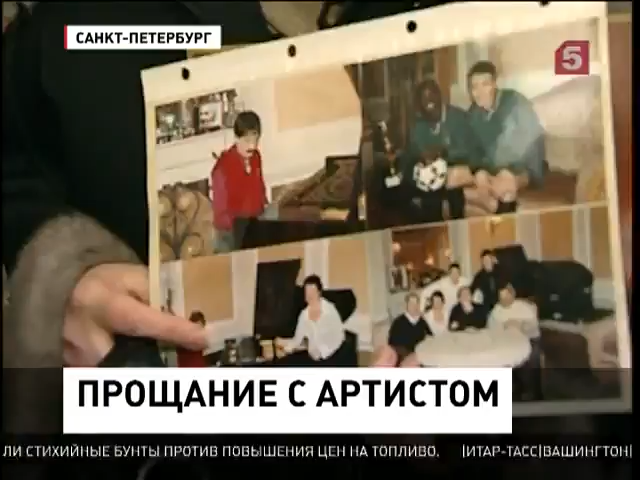 САНКТ-ПЕТЕРБУРГ
5
ПРОЩАНИЕ С АРТИСТОМ
ЛИ СТИХИЙНЫЕ БУНТЫ ПРОТИВ ПОВЫШЕНИЯ ЦЕН НА ТОПЛИВО. |ИТАР-ТАСС|ВАШИНГТОН|